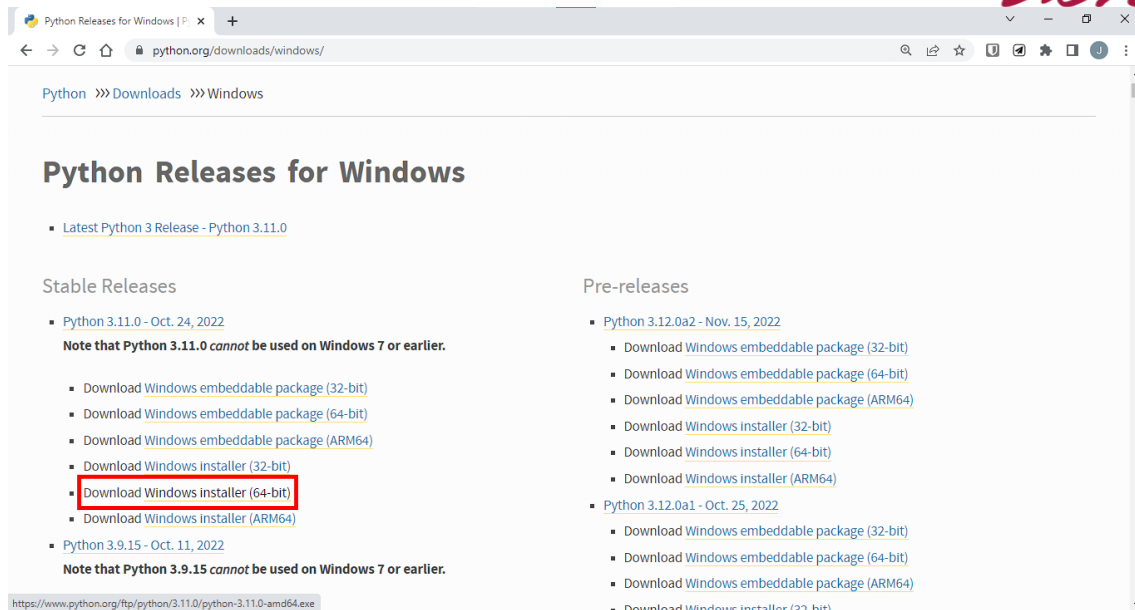 Python Releases for Windows | P
python.org/downloads/windows/
J
Python >>> Downloads >>> Windows
Python Releases for Windows
Latest Python 3 Release - Python 3.11.0
Stable Releases
Python 3.11.0 - Oct. 24, 2022
Note that Python 3.11.0 cannot be used on Windows 7 or earlier.
Download Windows embeddable package (32-bit)
Download Windows embeddable package (64-bit)
Download Windows embeddable package (ARM64)
Download Windows installer (32-bit)
Download Windows installer (64-bit)
Download Windows installer (ARM64)
Python 3.9.15 - Oct. 11, 2022
Note that Python 3.9.15 cannot be used on Windows 7 or earlier.
Pre-releases
Python 3.12.0a2 - Nov. 15, 2022
Download Windows embeddable package (32-bit)
Download Windows embeddable package (64-bit)
Download Windows embeddable package (ARM64)
Download Windows installer (32-bit)
Download Windows installer (64-bit)
Download Windows installer (ARM64)
Python 3.12.0a1 - Oct. 25, 2022
Download Windows embeddable package (32-bit)
Download Windows embeddable package (64-bit)
Download Windows embeddable package (ARM64)
Download Windows installer (32-bit)
https://www.python.org/ftp/python/3.11.0/python-3.11.0-amd64.exe